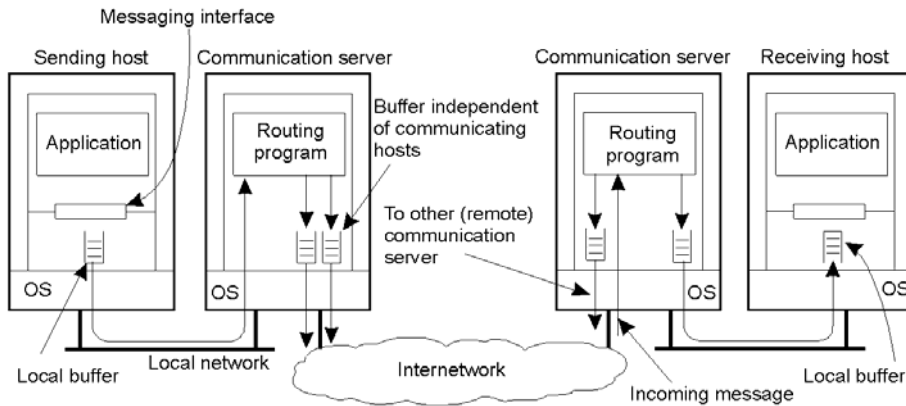 Messaging interface
Sending host
Communication server
Communication server
Receiving host
Buffer independent
of communicating
hosts
Application
Routing
program
Routing
program
Application
To other (remote)
communication
server
OS
OS
OS
OS
Local network
Local buffer
Internetwork
Incoming message
Local buffer